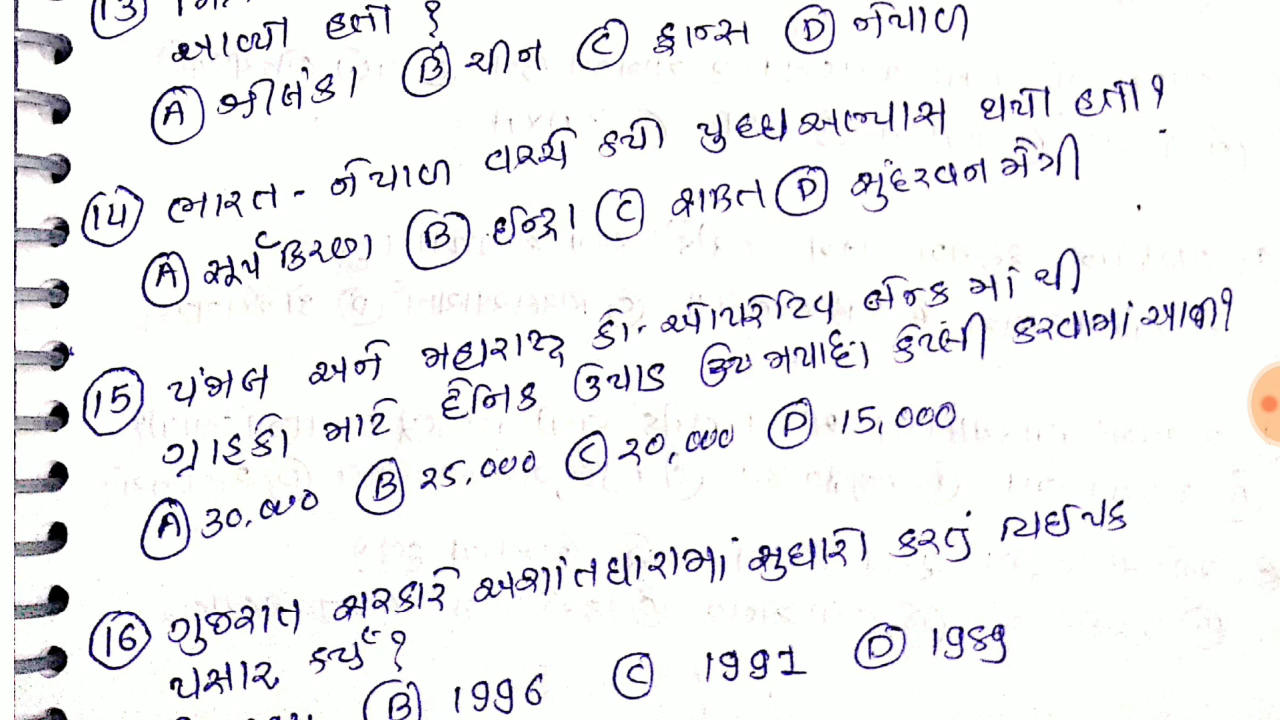 13)
આવ્યો હતો ?
A શ્રીલંકા B ચીન C ફ્રાન્સ D નેપાળ
14) ભારત - નેપાળ વચ્ચે કયો યુદ્ધઅભ્યાસ થયો હતો ?
A સૂર્યકિરણ B ઈન્દ્રા C શક્તિ D સુંદરવન મૈત્રી
15) પંજાબ અને મહારાષ્ટ્ર કો-ઓપરેટિવ બેન્ક માંથી
ગ્રાહકો માટે દૈનિક ઉપાડ મર્યાદા કેટલી કરવામાં આવી ?
A 30,000 B 25,000 C 20,000 D 15,000
16) ગુજરાત સરકારે અશાંતધારામાં સુધારો કરતું વિધેયક
પસાર કર્યું ?
B 1996 C 1991 D 1989